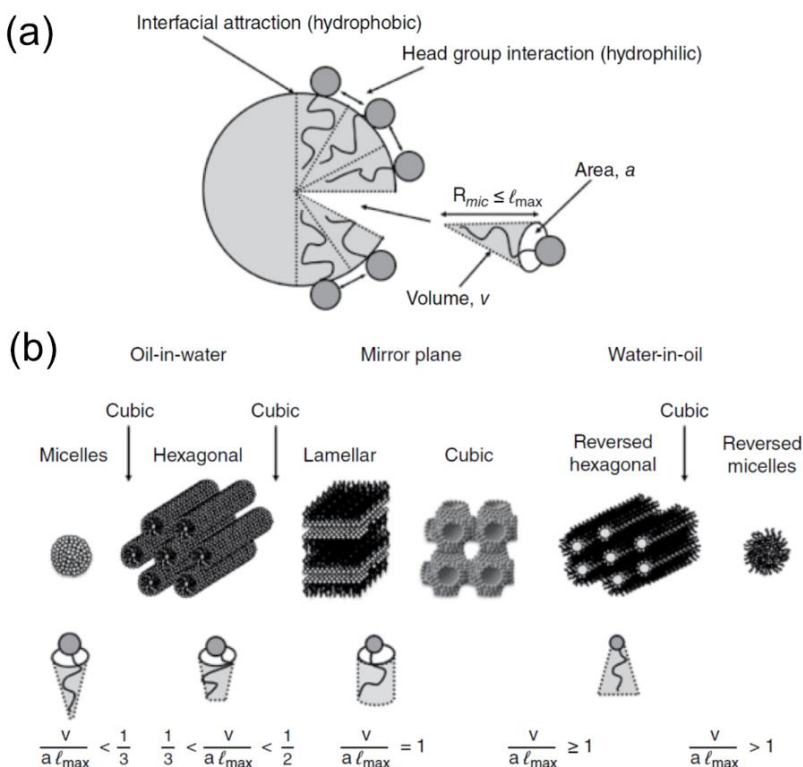 (a)
Interfacial attraction (hydrophobic)
Head group interaction (hydrophilic)
Area, a
R_mic ≤ ℓ_max
Volume, v
(b)
Oil-in-water Mirror plane Water-in-oil
Cubic Cubic Cubic
Micelles Hexagonal Lamellar Cubic Reversed hexagonal Reversed micelles
v / a ℓ_max < 1/3 1/3 < v / a ℓ_max < 1/2 v / a ℓ_max = 1 v / a ℓ_max ≥ 1 v / a ℓ_max > 1